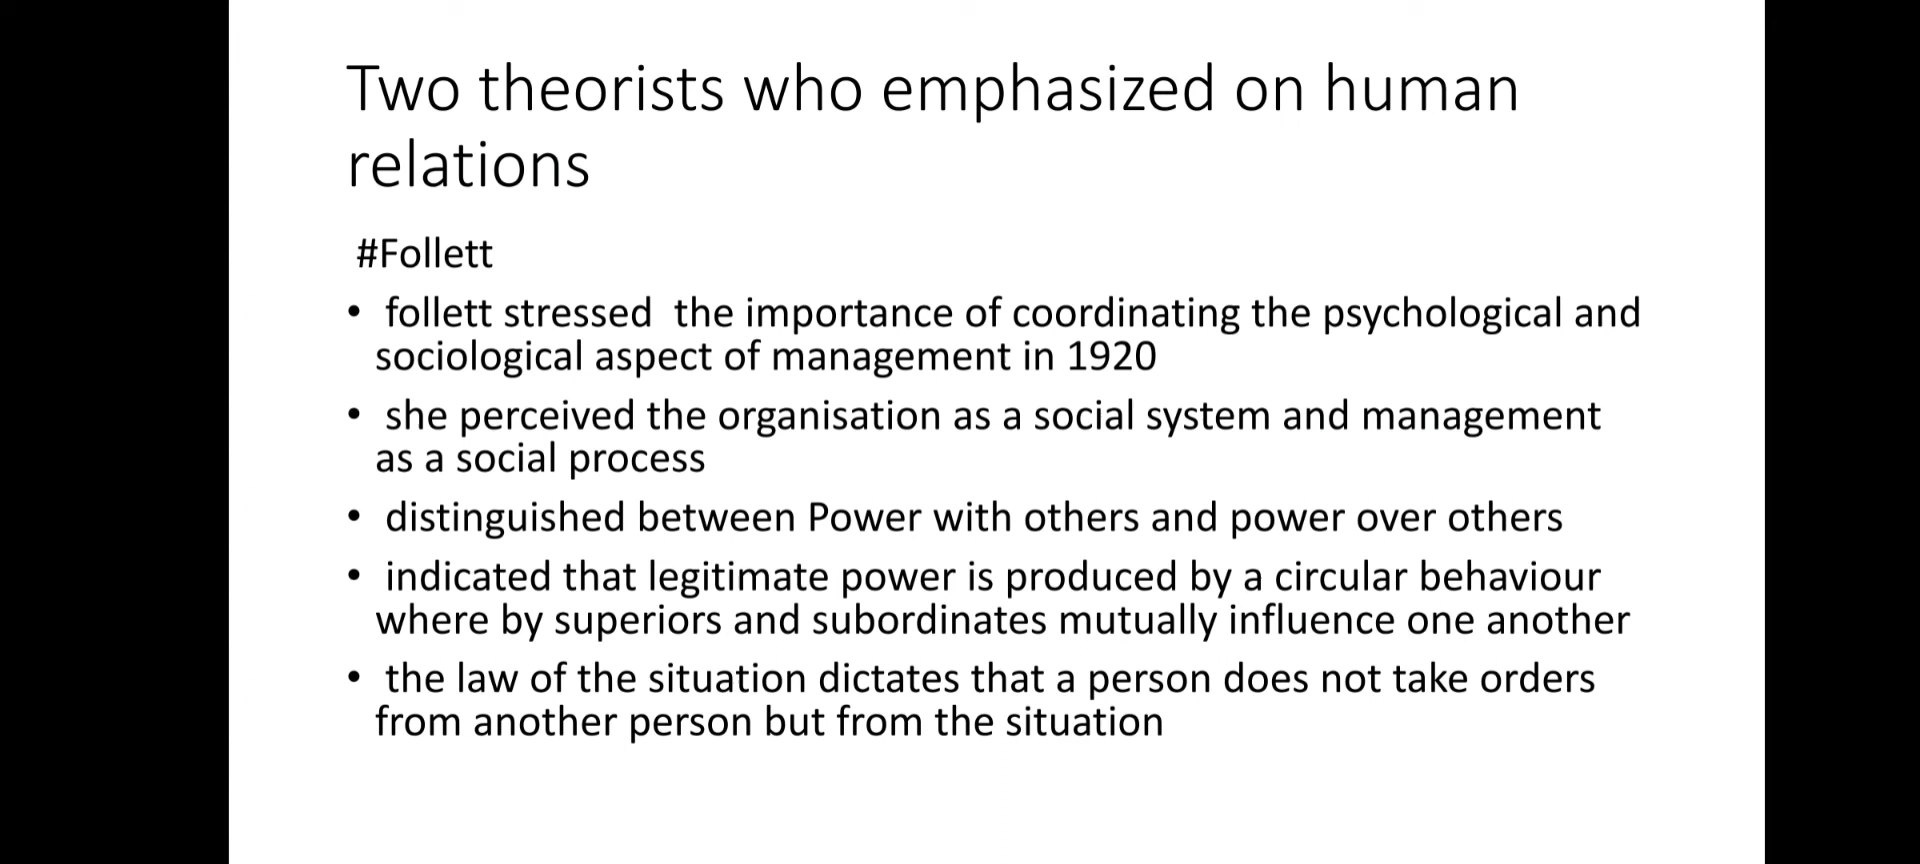 Two theorists who emphasized on human
relations
#Follett
• follett stressed  the importance of coordinating the psychological and
sociological aspect of management in 1920
• she perceived the organisation as a social system and management
as a social process
• distinguished between Power with others and power over others
• indicated that legitimate power is produced by a circular behaviour
where by superiors and subordinates mutually influence one another
• the law of the situation dictates that a person does not take orders
from another person but from the situation